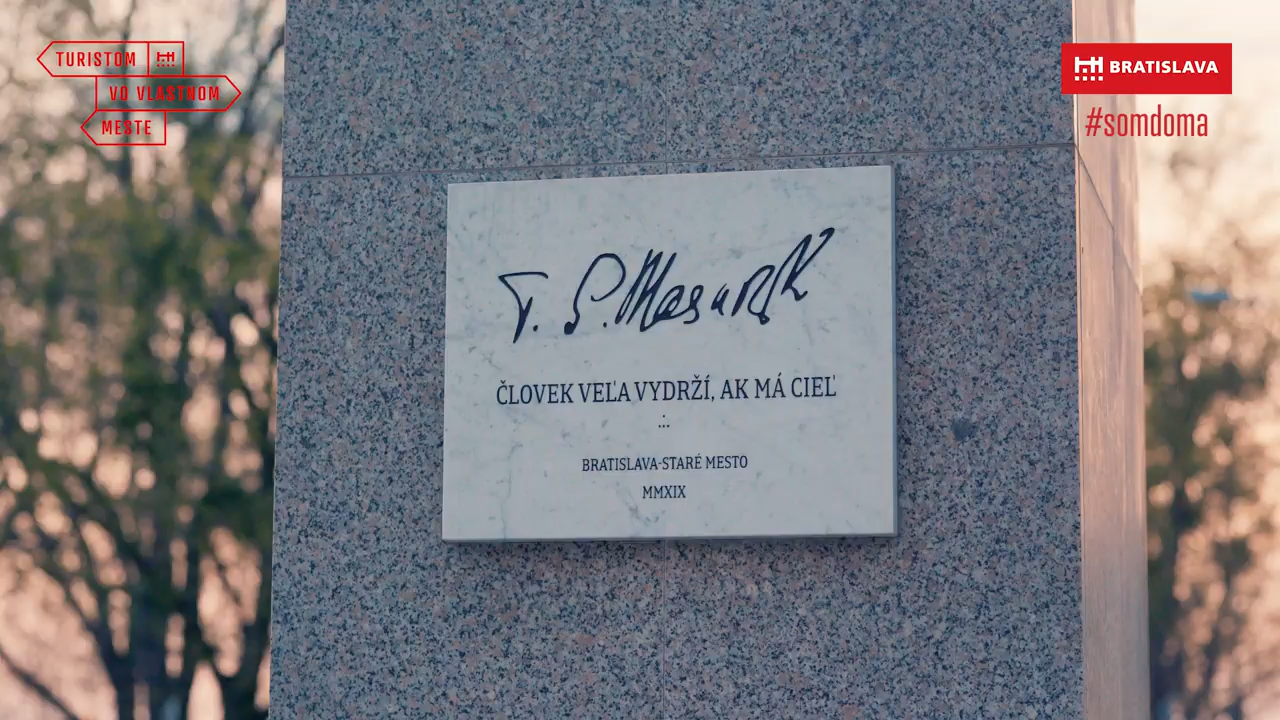 TURISTOM
VO VLASTNOM
MESTE
BRATISLAVA
#somdoma
T. G. Masaryk
ČLOVEK VEĽA VYDRŽÍ, AK MÁ CIEĽ
BRATISLAVA-STARÉ MESTO
MMXIX